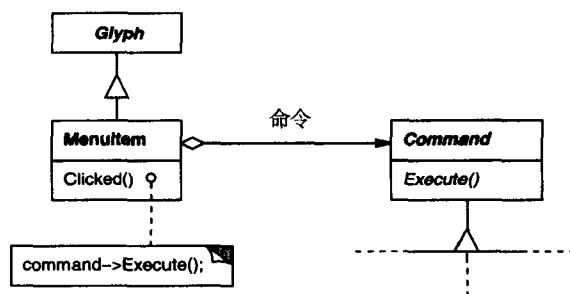 Glyph
MenuItem
Clicked()
command->Execute();
命令
Command
Execute()